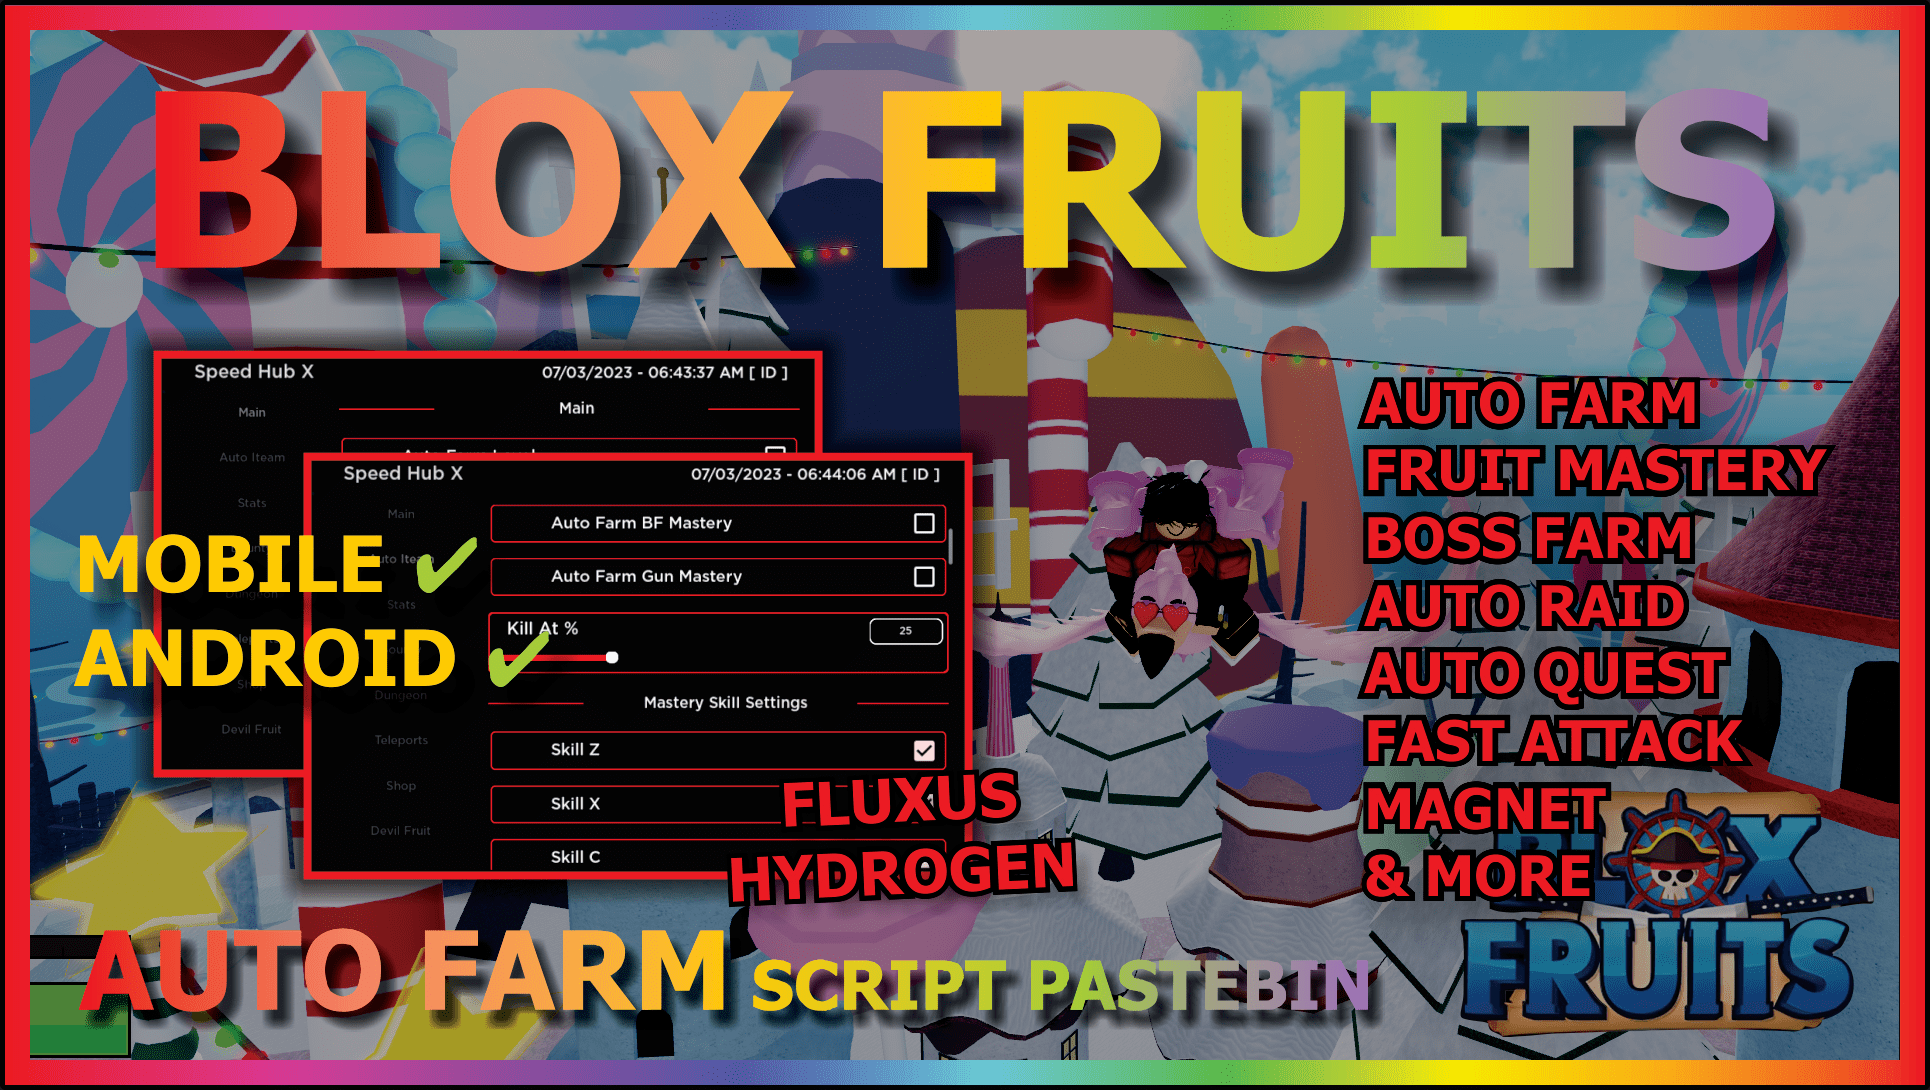 BLOX FRUITS
Speed Hub X
07/03/2023 - 06:43:37 AM [ ID ]
Main
Main
Auto Iteam
Stats
Devil Fruit
Speed Hub X
07/03/2023 - 06:44:06 AM [ ID ]
Main
Stats
Dungeon
Teleports
Shop
Devil Fruit
Auto Farm BF Mastery
Auto Farm Gun Mastery
Kill At %
25
Mastery Skill Settings
Skill Z
Skill X
Skill C
MOBILE ✔
ANDROID ✔
FLUXUS
HYDROGEN
AUTO FARM
FRUIT MASTERY
BOSS FARM
AUTO RAID
AUTO QUEST
FAST ATTACK
MAGNET
& MORE
BLOX
FRUITS
AUTO FARM SCRIPT PASTEBIN